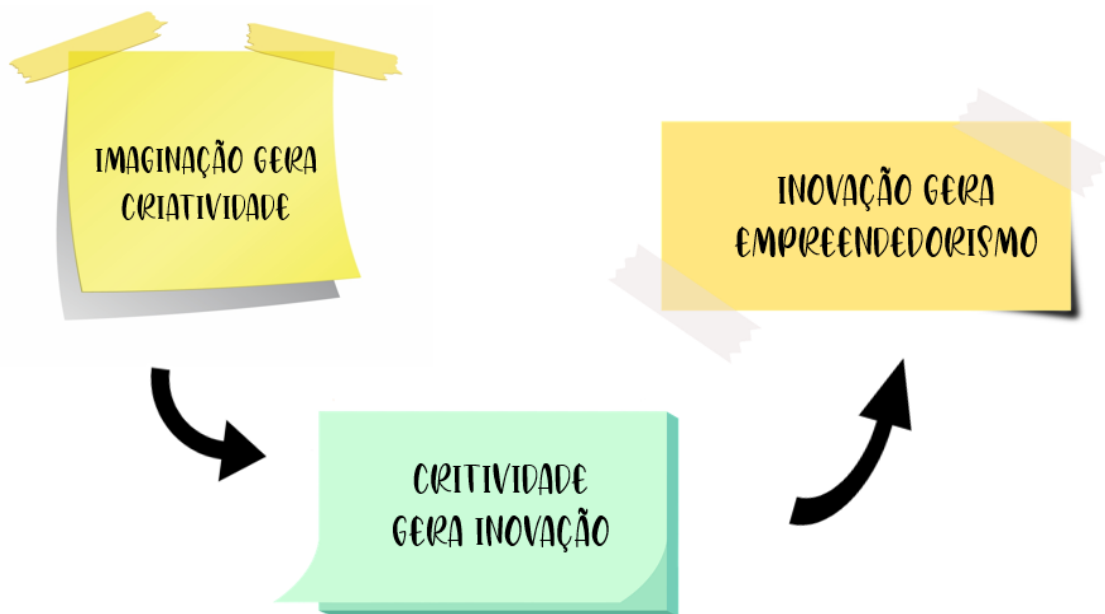 IMAGINAÇÃO GERA
CRIATIVIDADE
CRITIVIDADE
GERA INOVAÇÃO
INOVAÇÃO GERA
EMPREENDEDORISMO